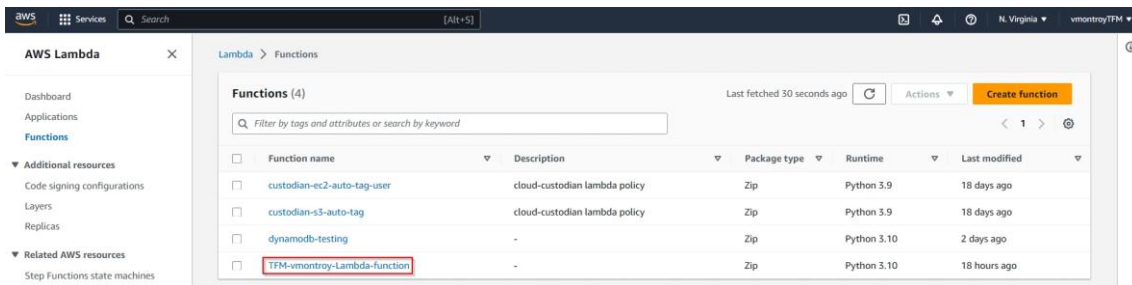 aws Services Search [Alt+S] N. Virginia vmontroyTFM
AWS Lambda
Dashboard
Applications
Functions
Additional resources
Code signing configurations
Layers
Replicas
Related AWS resources
Step Functions state machines
Lambda > Functions
Functions (4) Last fetched 30 seconds ago Actions Create function
Filter by tags and attributes or search by keyword 1
Function name Description Package type Runtime Last modified
custodian-ec2-auto-tag-user cloud-custodian lambda policy Zip Python 3.9 18 days ago
custodian-s3-auto-tag cloud-custodian lambda policy Zip Python 3.9 18 days ago
dynamodb-testing - Zip Python 3.10 2 days ago
TFM-vmontroy-Lambda-function - Zip Python 3.10 18 hours ago